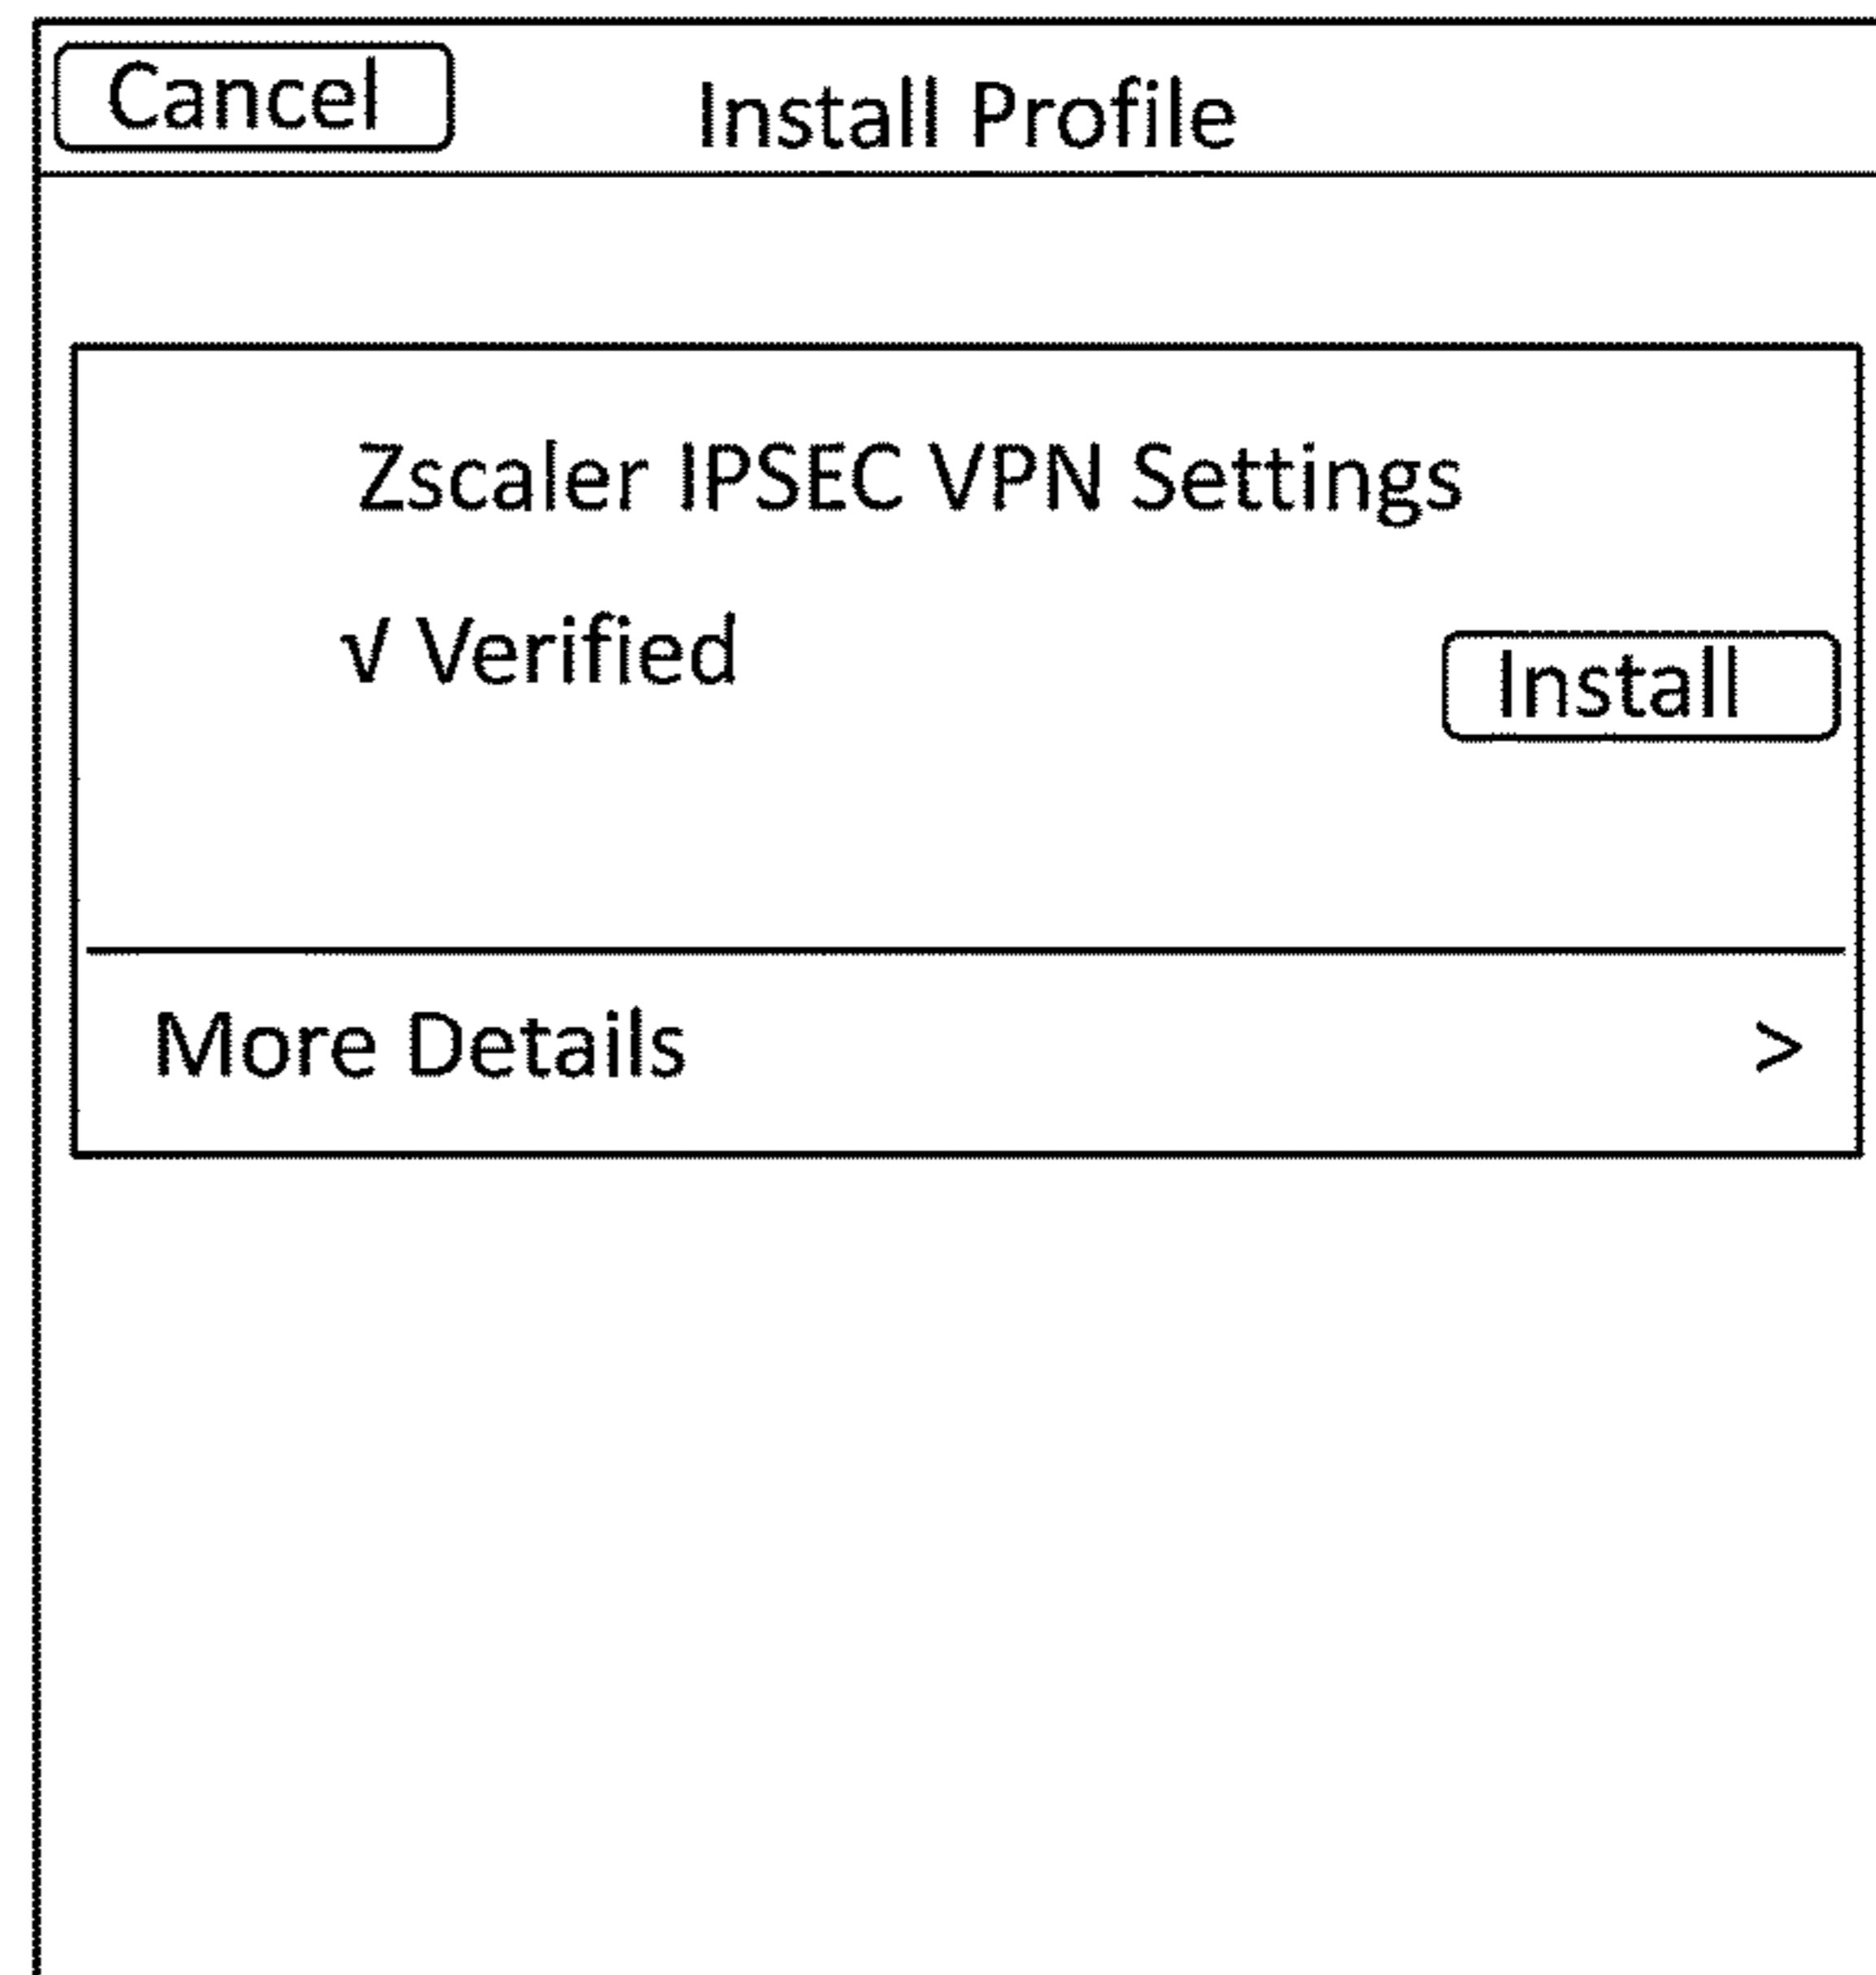 Cancel
Install Profile
Zscaler IPSEC VPN Settings
√ Verified
Install
More Details >